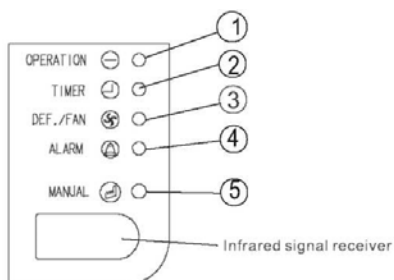 ①
OPERATION
②
TIMER
③
DEF./FAN
④
ALARM
⑤
MANUAL
Infrared signal receiver